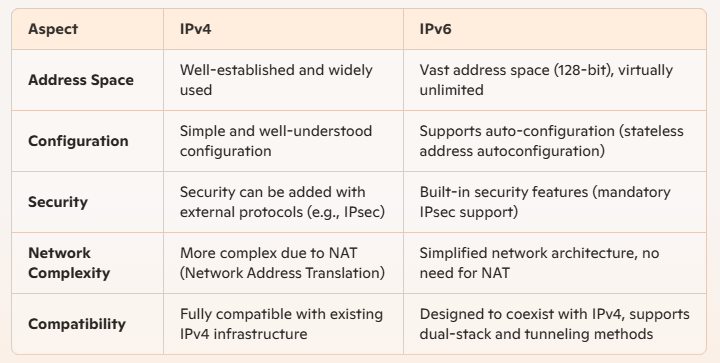 Aspect IPv4 IPv6
Address Space
Well-established and widely
used
Vast address space (128-bit), virtually
unlimited
Configuration
Simple and well-understood
configuration
Supports auto-configuration (stateless
address autoconfiguration)
Security
Security can be added with
external protocols (e.g., IPsec)
Built-in security features (mandatory
IPsec support)
Network
Complexity
More complex due to NAT
(Network Address Translation)
Simplified network architecture, no
need for NAT
Compatibility
Fully compatible with existing
IPv4 infrastructure
Designed to coexist with IPv4, supports
dual-stack and tunneling methods